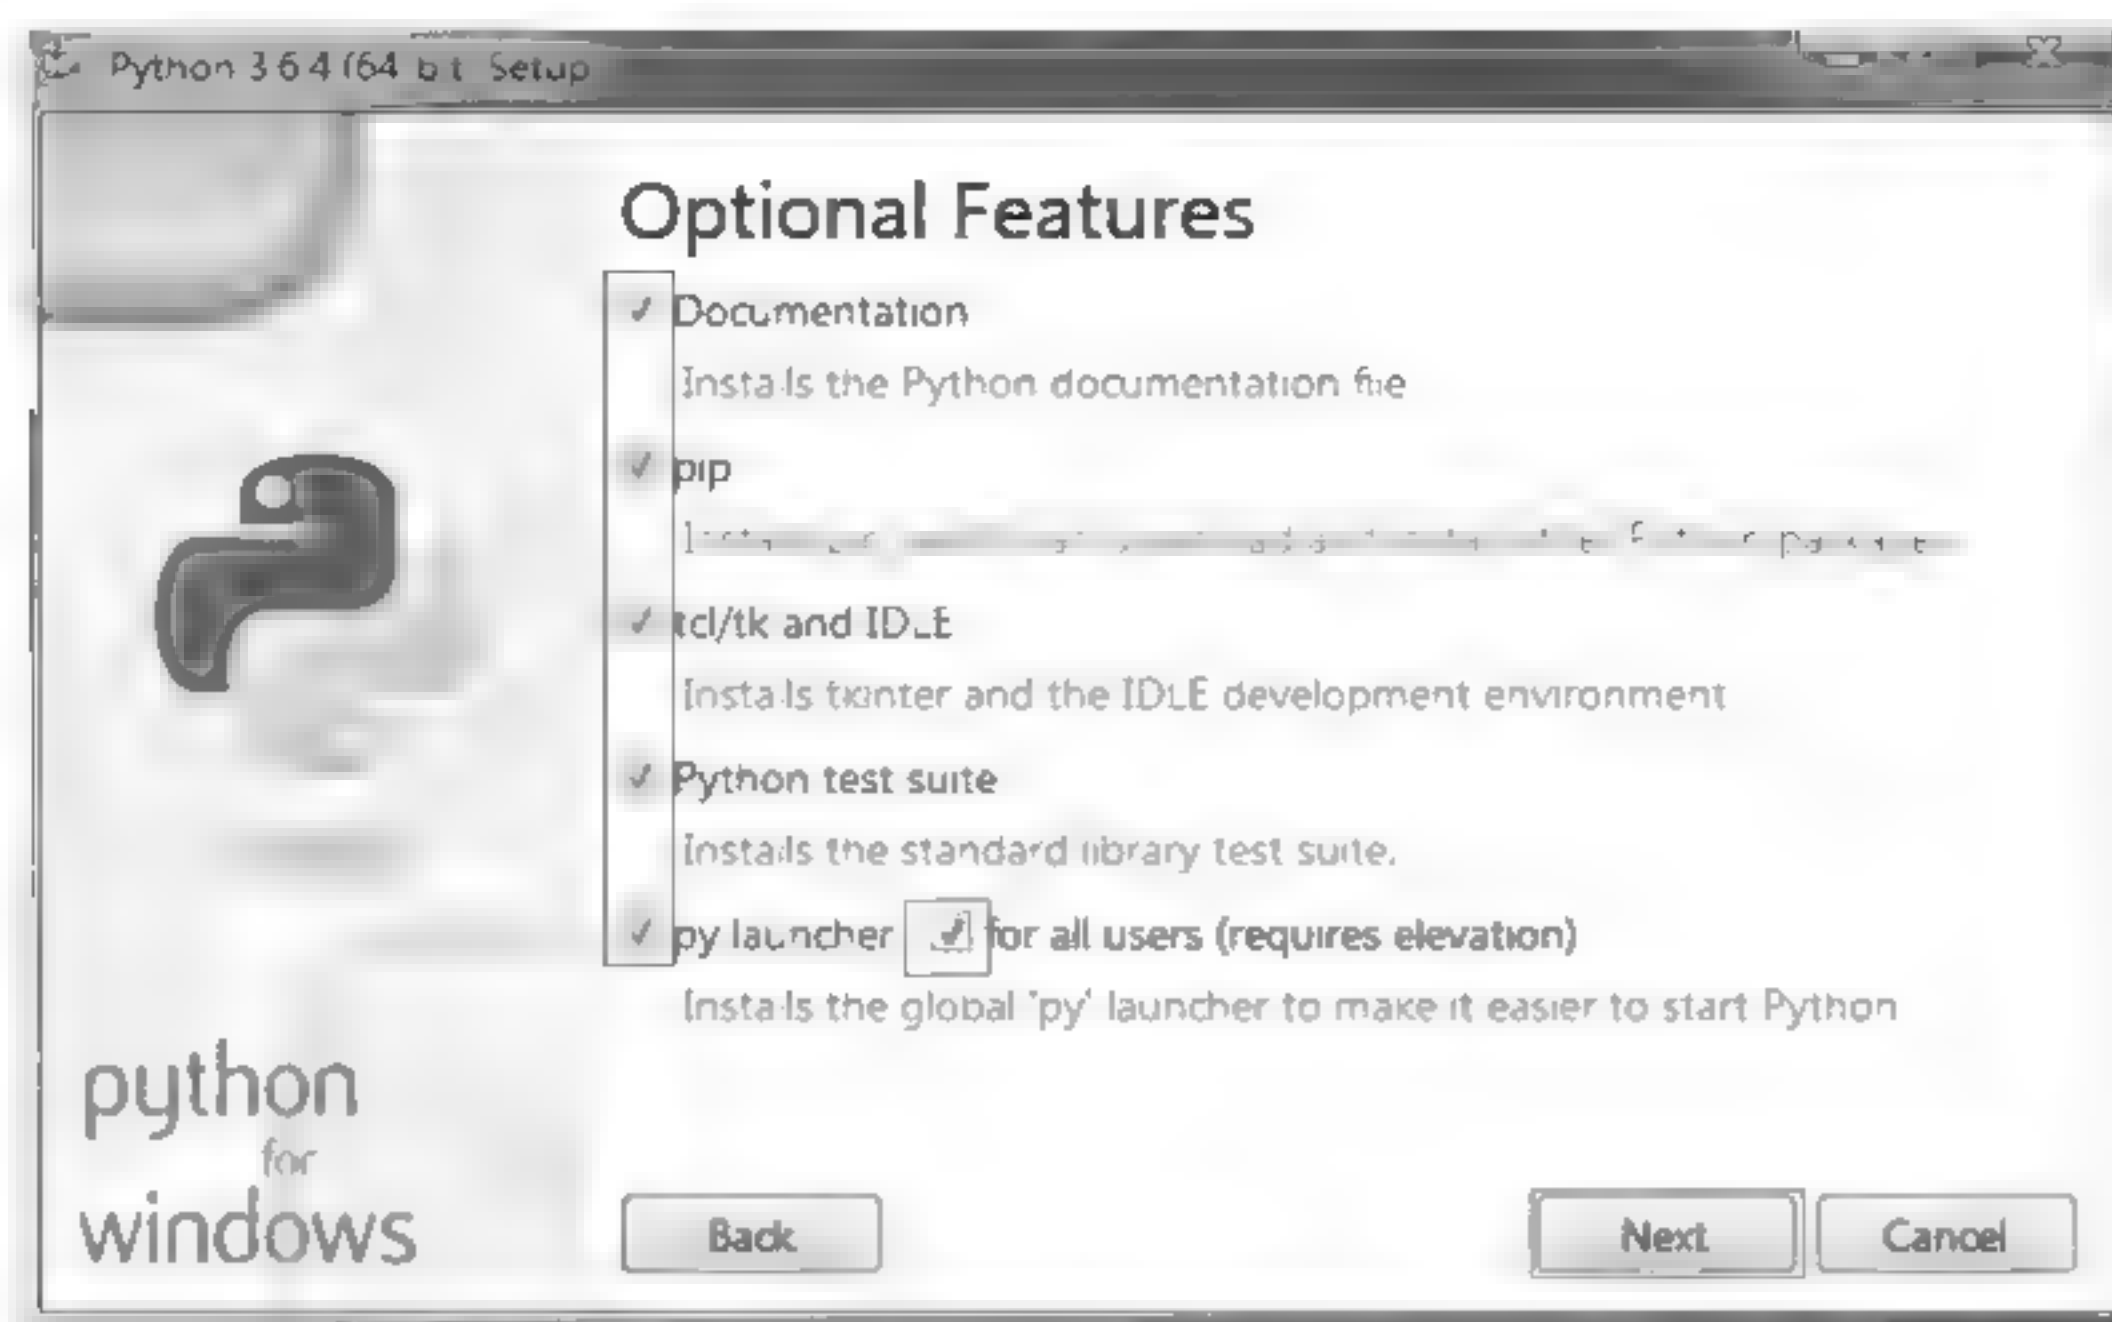 Python 3.6.4 (64-bit) Setup
Optional Features
Documentation
Installs the Python documentation file
pip
tcl/tk and IDLE
Installs tkinter and the IDLE development environment
Python test suite
Installs the standard library test suite.
py launcher for all users (requires elevation)
Installs the global 'py' launcher to make it easier to start Python
python
for
windows
Back
Next
Cancel